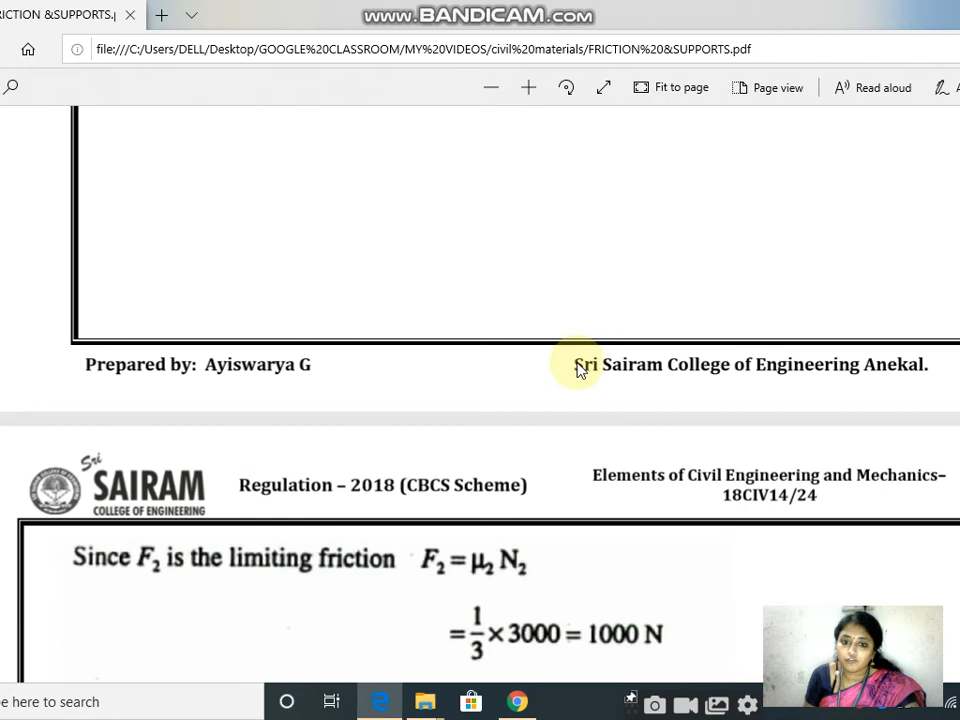 RICTION &SUPPORTS.p
www.BANDICAM.com
file:///C:/Users/DELL/Desktop/GOOGLE%20CLASSROOM/MY%20VIDEOS/civil%20materials/FRICTION%20&SUPPORTS.pdf
Fit to page
Page view
Read aloud
Prepared by: Ayiswarya G
Sri Sairam College of Engineering Anekal.
Sri
SAIRAM
COLLEGE OF ENGINEERING
Regulation – 2018 (CBCS Scheme)
Elements of Civil Engineering and Mechanics–
18CIV14/24
Since F₂ is the limiting friction F₂ = μ₂ N₂
= 1/3 × 3000 = 1000 N
pe here to search